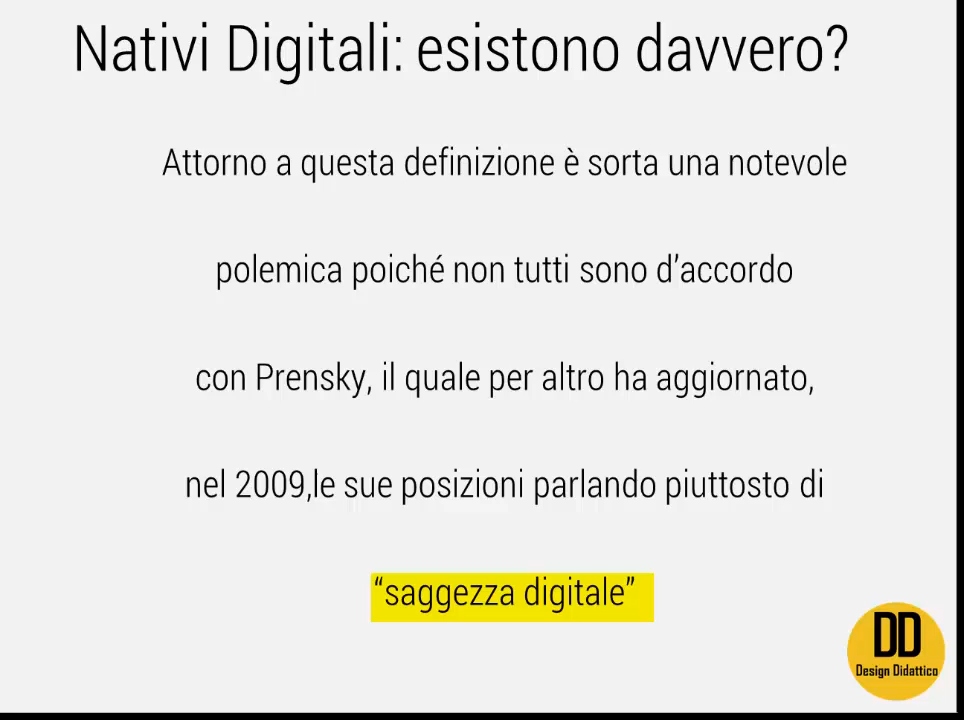 Nativi Digitali: esistono davvero?
Attorno a questa definizione è sorta una notevole
polemica poiché non tutti sono d’accordo
con Prensky, il quale per altro ha aggiornato,
nel 2009,le sue posizioni parlando piuttosto di
“saggezza digitale”
DD
Design Didattico